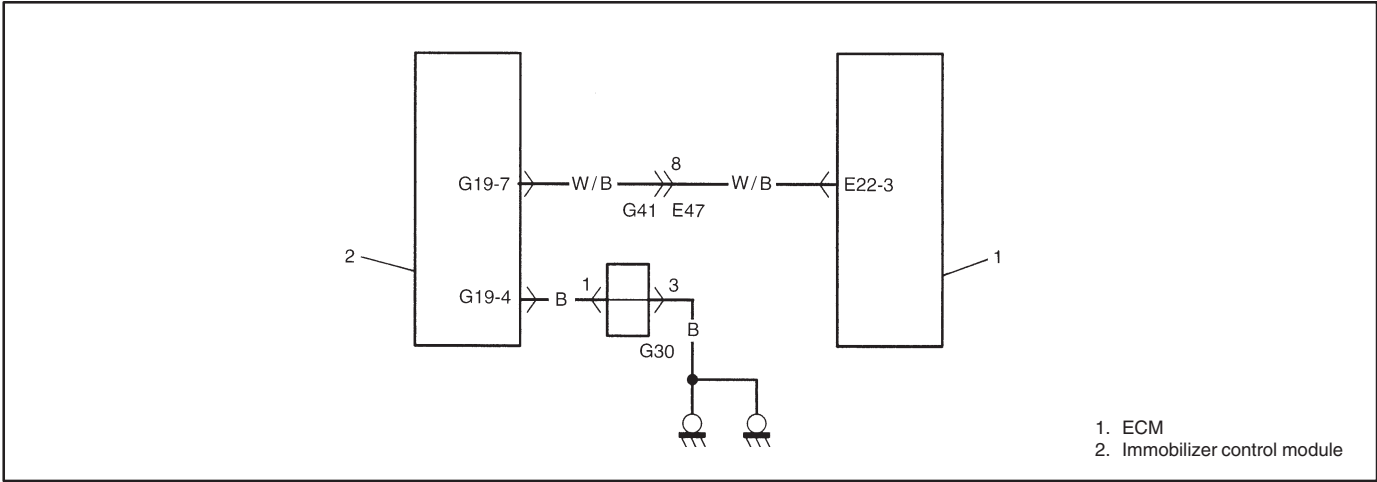 8
G19-7 W/B W/B E22-3
G41 E47
2 1
G19-4 B 1 3
B
G30
1. ECM
2. Immobilizer control module